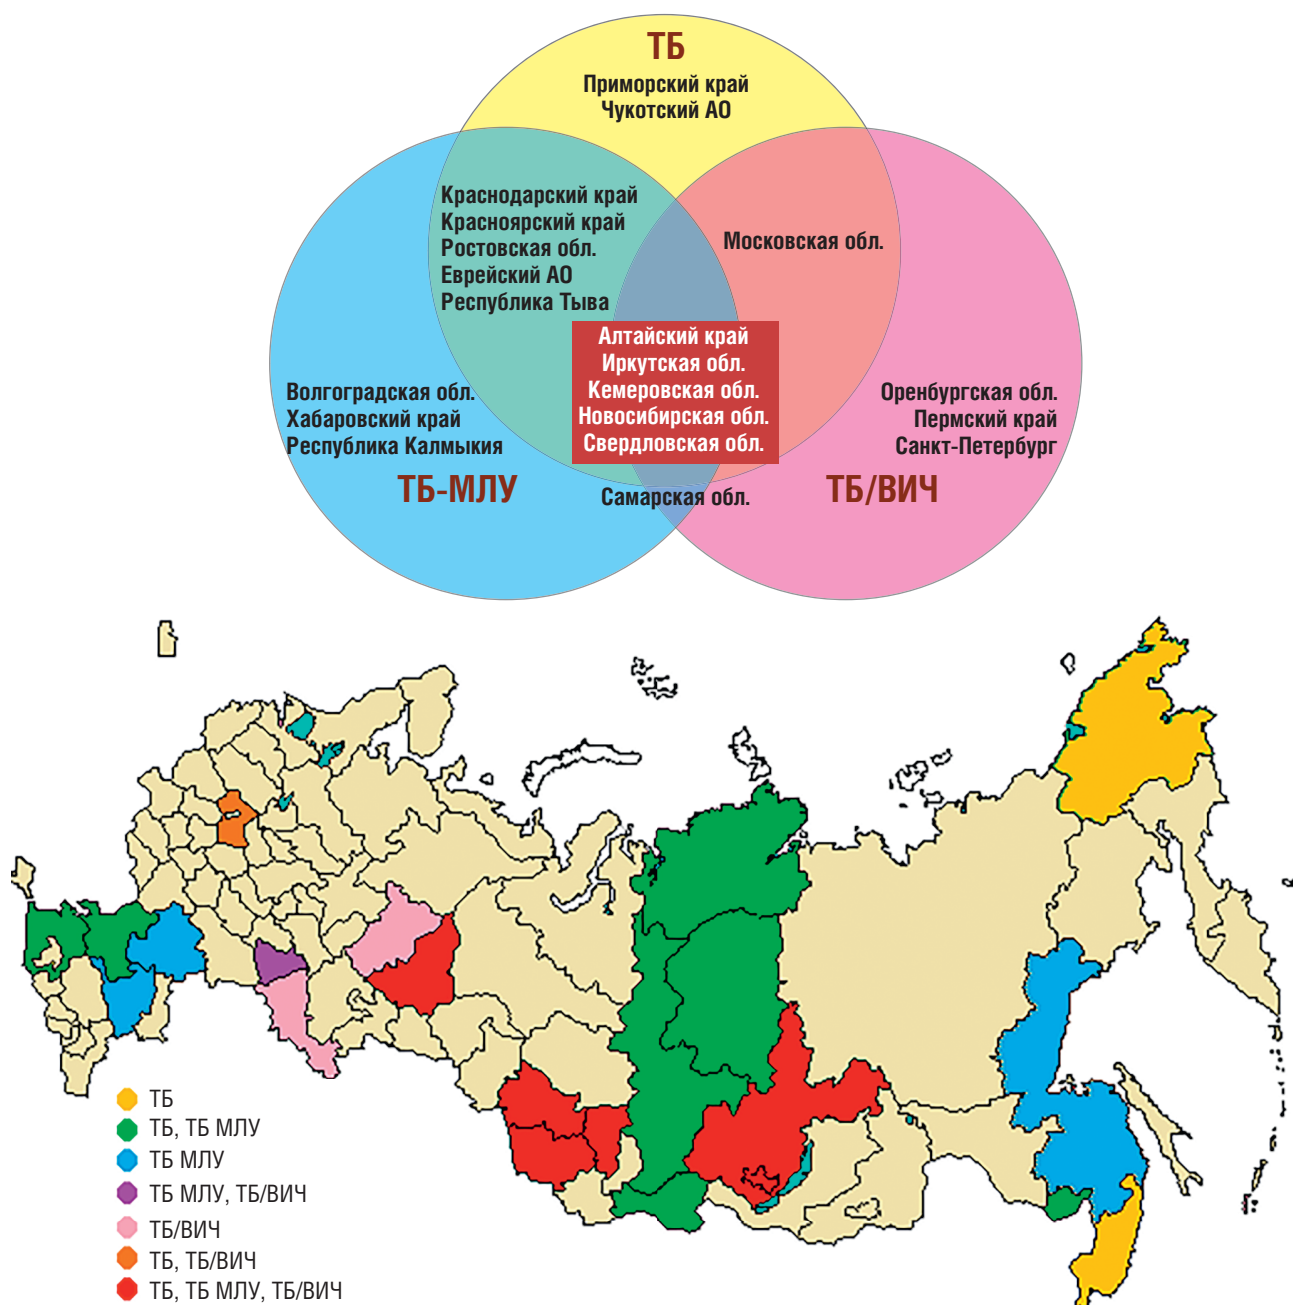 ТБ
Приморский край
Чукотский АО
Краснодарский край
Красноярский край
Ростовская обл.
Еврейский АО
Республика Тыва
Московская обл.
Алтайский край
Иркутская обл.
Кемеровская обл.
Новосибирская обл.
Свердловская обл.
Волгоградская обл.
Хабаровский край
Республика Калмыкия
Оренбургская обл.
Пермский край
Санкт-Петербург
ТБ-МЛУ
Самарская обл.
ТБ/ВИЧ
ТБ
ТБ, ТБ МЛУ
ТБ МЛУ
ТБ МЛУ, ТБ/ВИЧ
ТБ/ВИЧ
ТБ, ТБ/ВИЧ
ТБ, ТБ МЛУ, ТБ/ВИЧ